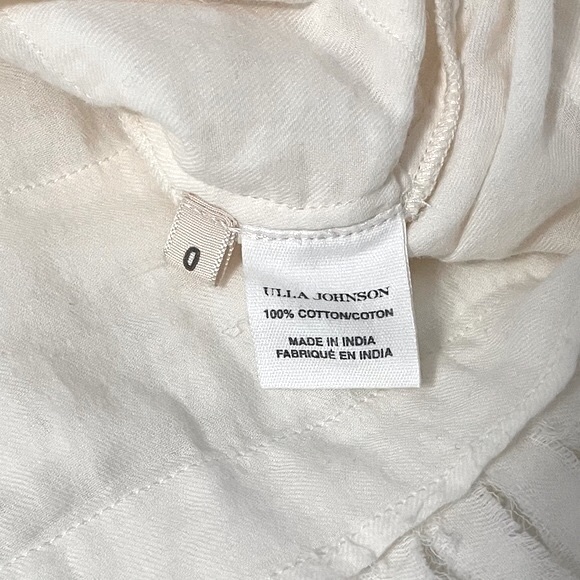 0
ULLA JOHNSON
100% COTTON/COTON
MADE IN INDIA
FABRIQUÉ EN INDIA